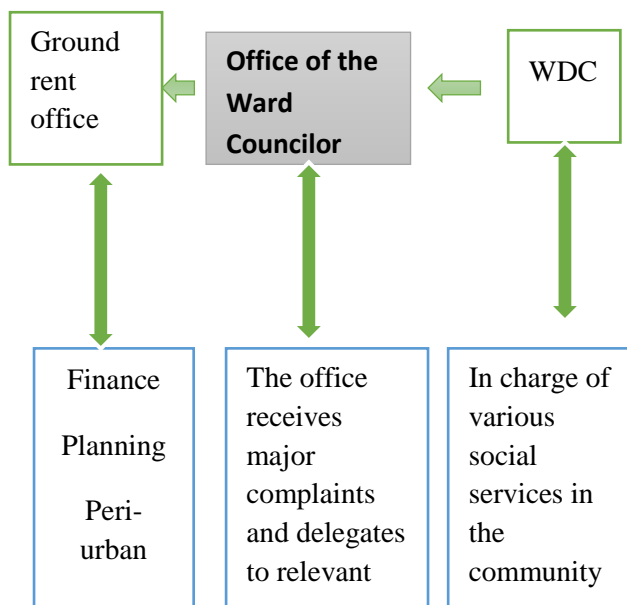 Ground
rent
office
Office of the
Ward
Councilor
WDC
Finance
Planning
Peri-
urban
The office
receives
major
complaints
and delegates
to relevant
In charge of
various
social
services in
the
community